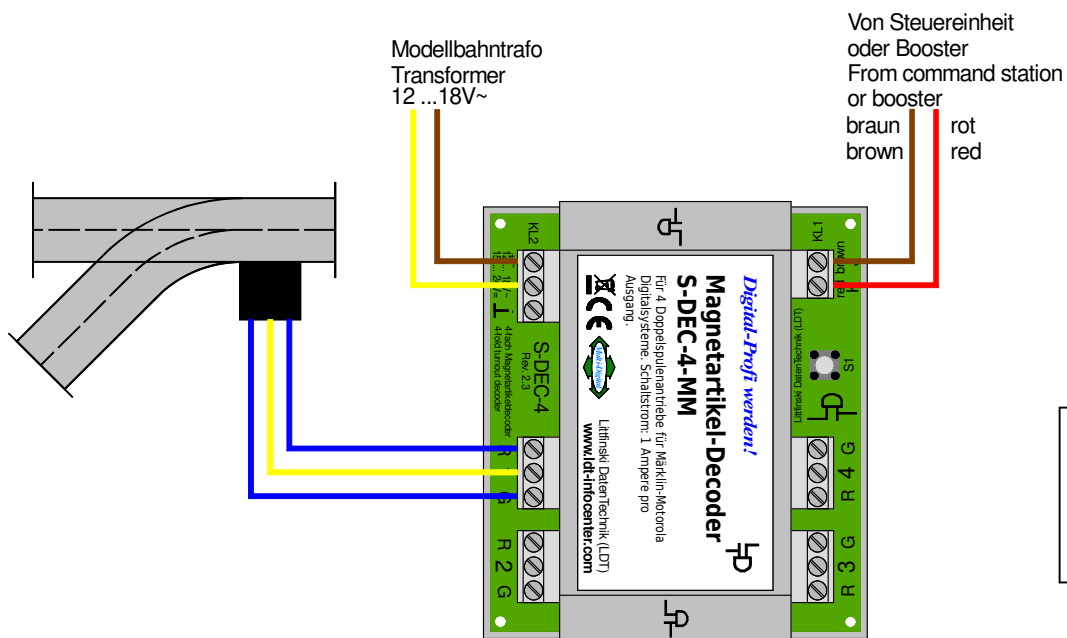 Modellbahntrafo
Transformer
12 ...18V~
Von Steuereinheit
oder Booster
From command station
or booster
braun rot
brown red
KL2
S-DEC-4
Rev. 2.3
4-fach Magnetartikeldecoder
4-fold turnout decoder
R
G
R 2 G
Digital-Profi werden!
Magnetartikel-Decoder
S-DEC-4-MM
Für 4 Doppelspulenantriebe für Märklin-Motorola
Digitalsysteme. Schaltstrom: 1 Ampere pro
Ausgang.
CE
Multi-Digital
Littfinski DatenTechnik (LDT)
www.ldt-infocenter.com
KL1
red brown
S1
Littfinski DatenTechnik (LDT)
R 4 G
R 3 G